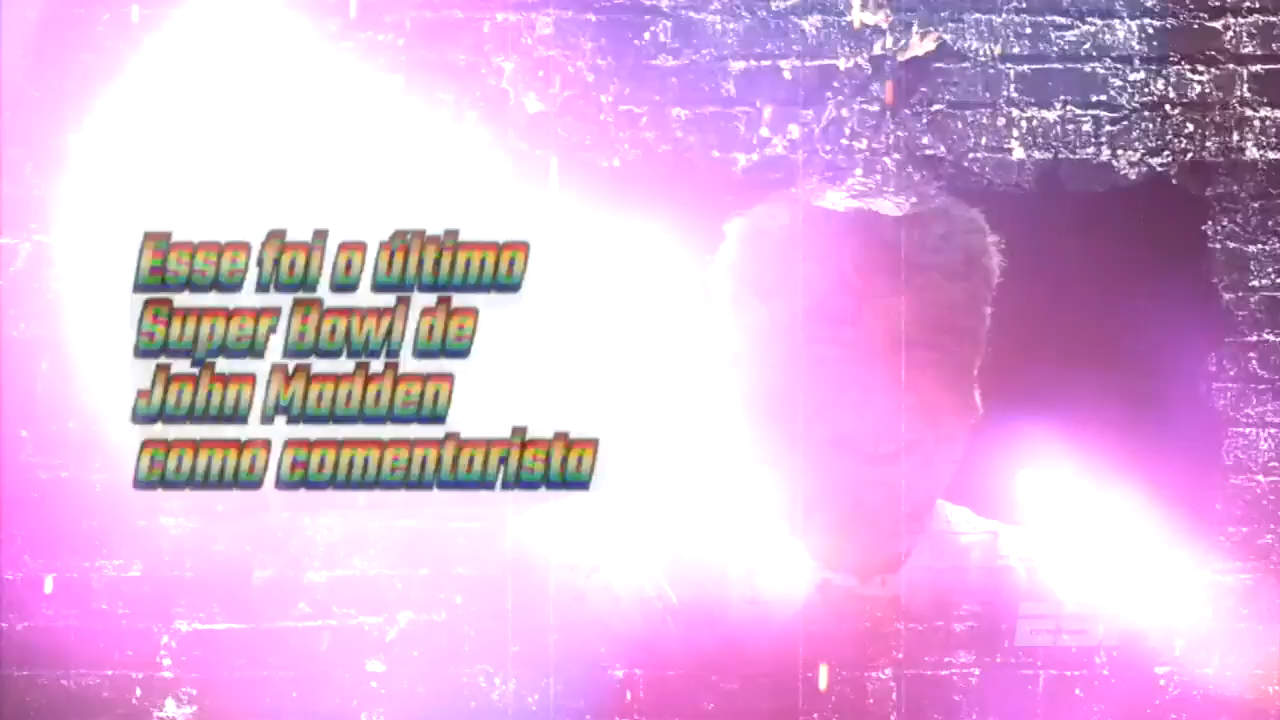 Esse foi o último
Super Bowl de
John Madden
como comentarista